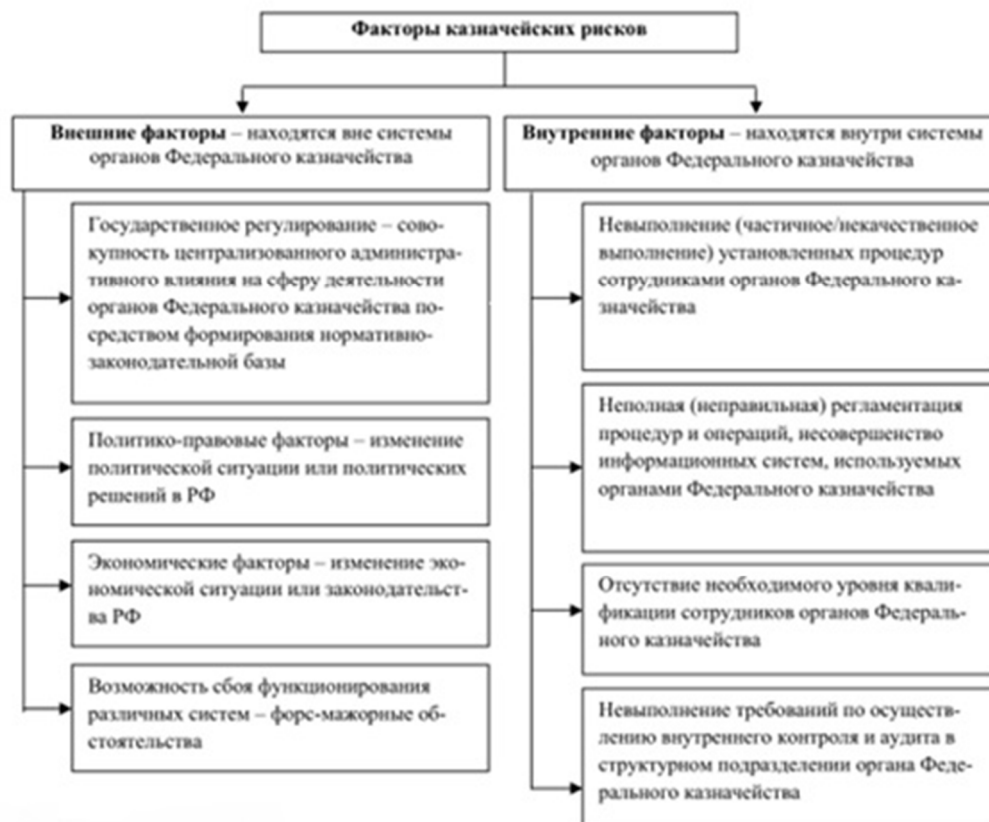 Факторы казначейских рисков
Внешние факторы – находятся вне системы
органов Федерального казначейства
Государственное регулирование – сово-
купность централизованного администра-
тивного влияния на сферу деятельности
органов Федерального казначейства по-
средством формирования нормативно-
законодательной базы
Политико-правовые факторы – изменение
политической ситуации или политических
решений в РФ
Экономические факторы – изменение эко-
номической ситуации или законодательст-
ва РФ
Возможность сбоя функционирования
различных систем – форс-мажорные об-
стоятельства
Внутренние факторы – находятся внутри системы
органов Федерального казначейства
Невыполнение (частичное/некачественное
выполнение) установленных процедур
сотрудниками органов Федерального ка-
значейства
Неполная (неправильная) регламентация
процедур и операций, несовершенство
информационных систем, используемых
органами Федерального казначейства
Отсутствие необходимого уровня квали-
фикации сотрудников органов Федераль-
ного казначейства
Невыполнение требований по осуществ-
лению внутреннего контроля и аудита в
структурном подразделении органа Феде-
рального казначейства